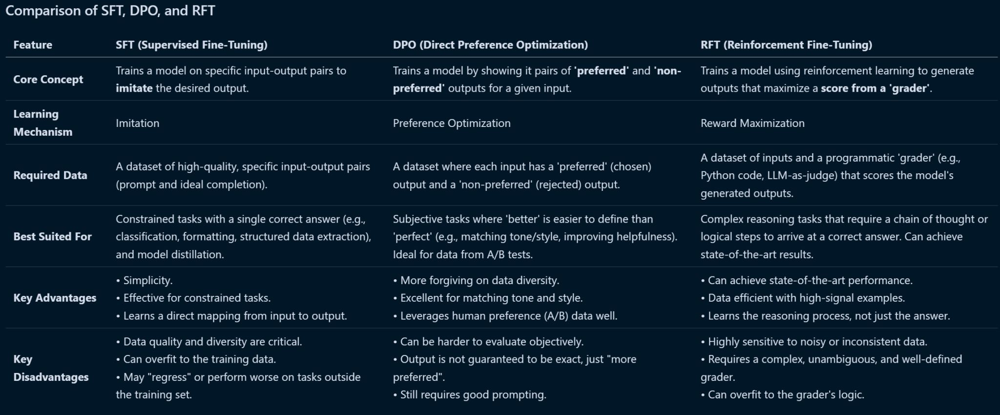 Comparison of SFT, DPO, and RFT
Feature
SFT (Supervised Fine-Tuning)
DPO (Direct Preference Optimization)
RFT (Reinforcement Fine-Tuning)
Core Concept
Trains a model on specific input-output pairs to
imitate the desired output.
Trains a model by showing it pairs of 'preferred' and 'non-
preferred' outputs for a given input.
Trains a model using reinforcement learning to generate
outputs that maximize a score from a 'grader'.
Learning
Mechanism
Imitation
Preference Optimization
Reward Maximization
Required Data
A dataset of high-quality, specific input-output pairs
(prompt and ideal completion).
A dataset where each input has a 'preferred' (chosen)
output and a 'non-preferred' (rejected) output.
A dataset of inputs and a programmatic 'grader' (e.g.,
Python code, LLM-as-judge) that scores the model's
generated outputs.
Best Suited For
Constrained tasks with a single correct answer (e.g.,
classification, formatting, structured data extraction),
and model distillation.
Subjective tasks where 'better' is easier to define than
'perfect' (e.g., matching tone/style, improving helpfulness).
Ideal for data from A/B tests.
Complex reasoning tasks that require a chain of thought or
logical steps to arrive at a correct answer. Can achieve
state-of-the-art results.
Key Advantages
• Simplicity.
• Effective for constrained tasks.
• Learns a direct mapping from input to output.
• More forgiving on data diversity.
• Excellent for matching tone and style.
• Leverages human preference (A/B) data well.
• Can achieve state-of-the-art performance.
• Data efficient with high-signal examples.
• Learns the reasoning process, not just the answer.
Key
Disadvantages
• Data quality and diversity are critical.
• Can overfit to the training data.
• May "regress" or perform worse on tasks outside
the training set.
• Can be harder to evaluate objectively.
• Output is not guaranteed to be exact, just "more
preferred".
• Still requires good prompting.
• Highly sensitive to noisy or inconsistent data.
• Requires a complex, unambiguous, and well-defined
grader.
• Can overfit to the grader's logic.